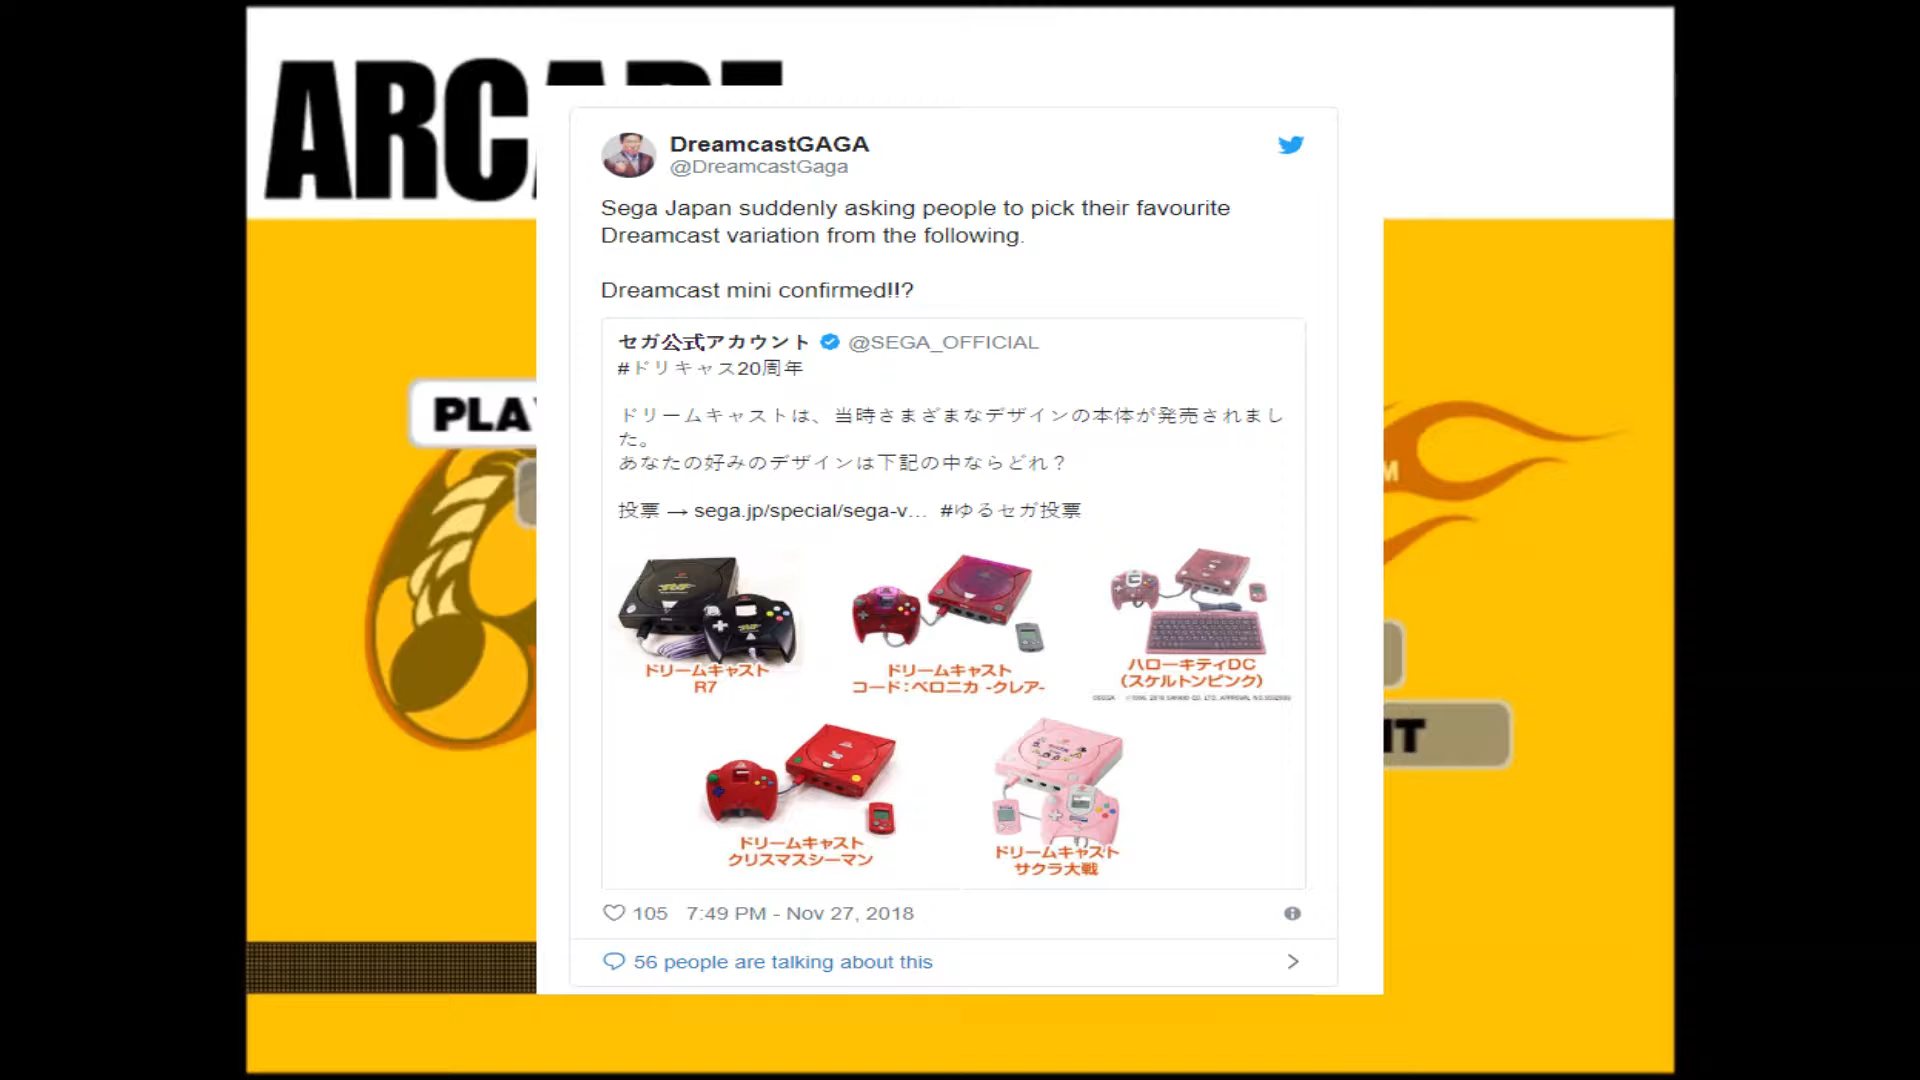 ARCADE
DreamcastGAGA
@DreamcastGaga
Sega Japan suddenly asking people to pick their favourite
Dreamcast variation from the following.
Dreamcast mini confirmed!!?
セガ公式アカウント @SEGA_OFFICIAL
#ドリキャス20周年
ドリームキャストは、当時さまざまなデザインの本体が発売されまし
た。
あなたの好みのデザインは下記の中ならどれ？
投票 → sega.jp/special/sega-v… #ゆるセガ投票
PLA
M
IT
ドリームキャスト
R7
ドリームキャスト
コード:ベロニカ -クレア-
ハローキティDC
(スケルトンピンク)
ドリームキャスト
クリスマスシーマン
ドリームキャスト
サクラ大戦
105 7:49 PM - Nov 27, 2018
56 people are talking about this